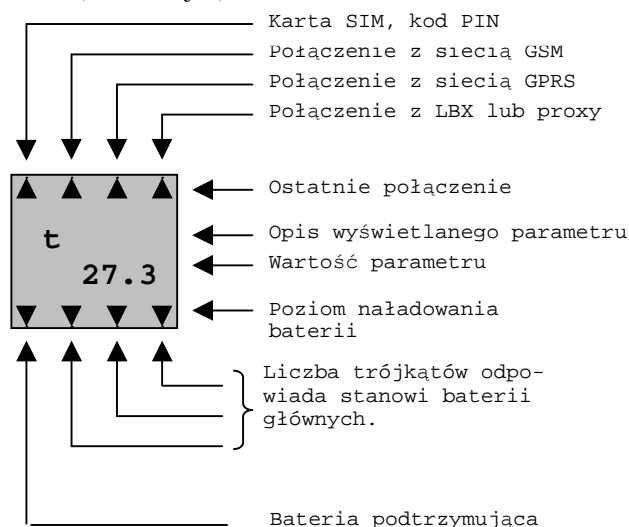 Karta SIM, kod PIN
Połączenie z siecią GSM
Połączenie z siecią GPRS
Połączenie z LBX lub proxy
Ostatnie połączenie
t
Opis wyświetlanego parametru
27.3
Wartość parametru
Poziom naładowania
baterii
Liczba trójkątów odpo-
wiada stanowi baterii
głównych.
Bateria podtrzymująca